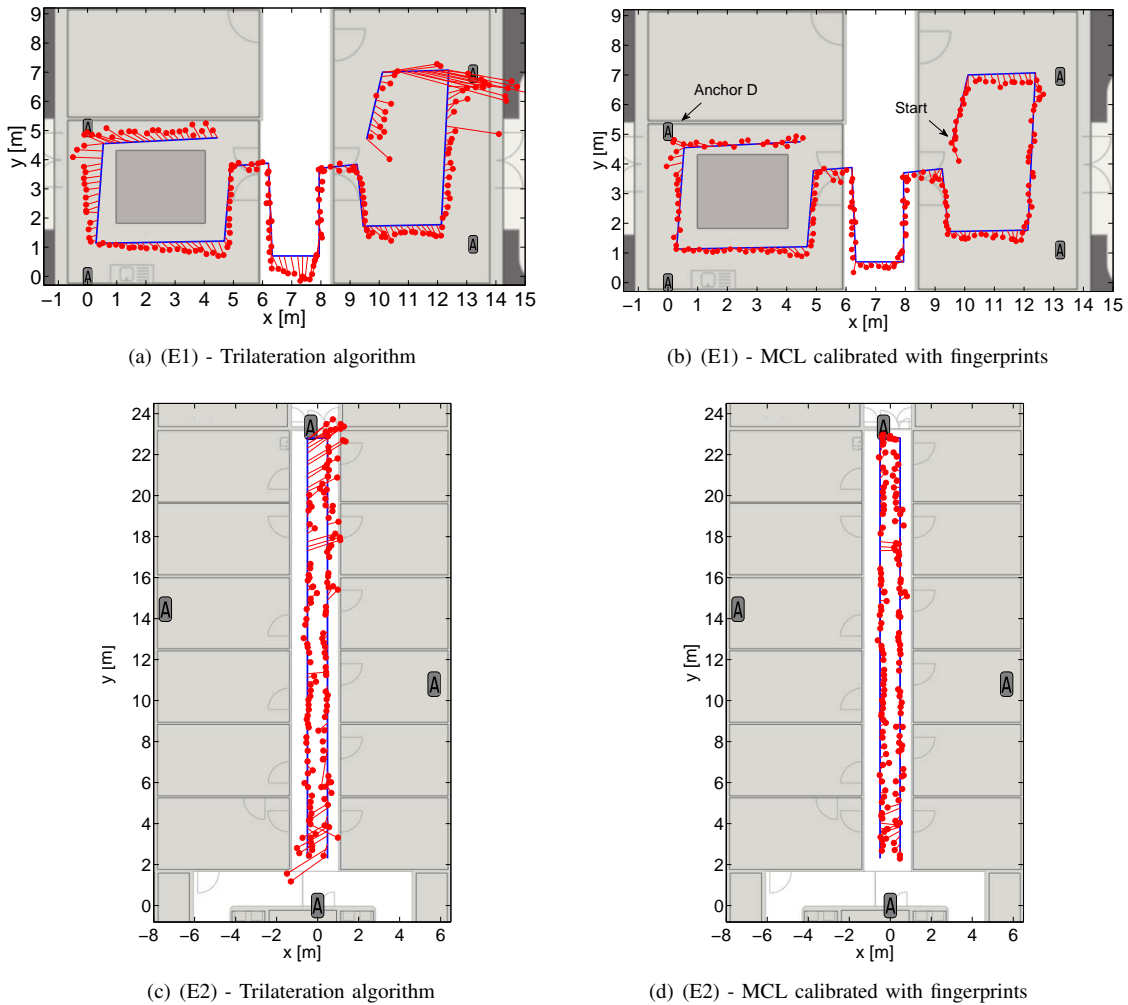 9
8
7
6
5
4
3
2
1
0
y [m]
A
A
A
A
−1 0 1 2 3 4 5 6 7 8 9 10 11 12 13 14 15
x [m]
(a) (E1) - Trilateration algorithm
9
8
7
6
5
4
3
2
1
0
y [m]
Anchor D
Start
A
A
A
A
−1 0 1 2 3 4 5 6 7 8 9 10 11 12 13 14 15
x [m]
(b) (E1) - MCL calibrated with fingerprints
24
22
20
18
16
14
12
10
8
6
4
2
0
y [m]
A
A
A
A
−8 −6 −4 −2 0 2 4 6
x [m]
(c) (E2) - Trilateration algorithm
24
22
20
18
16
14
12
10
8
6
4
2
0
y [m]
A
A
A
A
−8 −6 −4 −2 0 2 4 6
x [m]
(d) (E2) - MCL calibrated with fingerprints